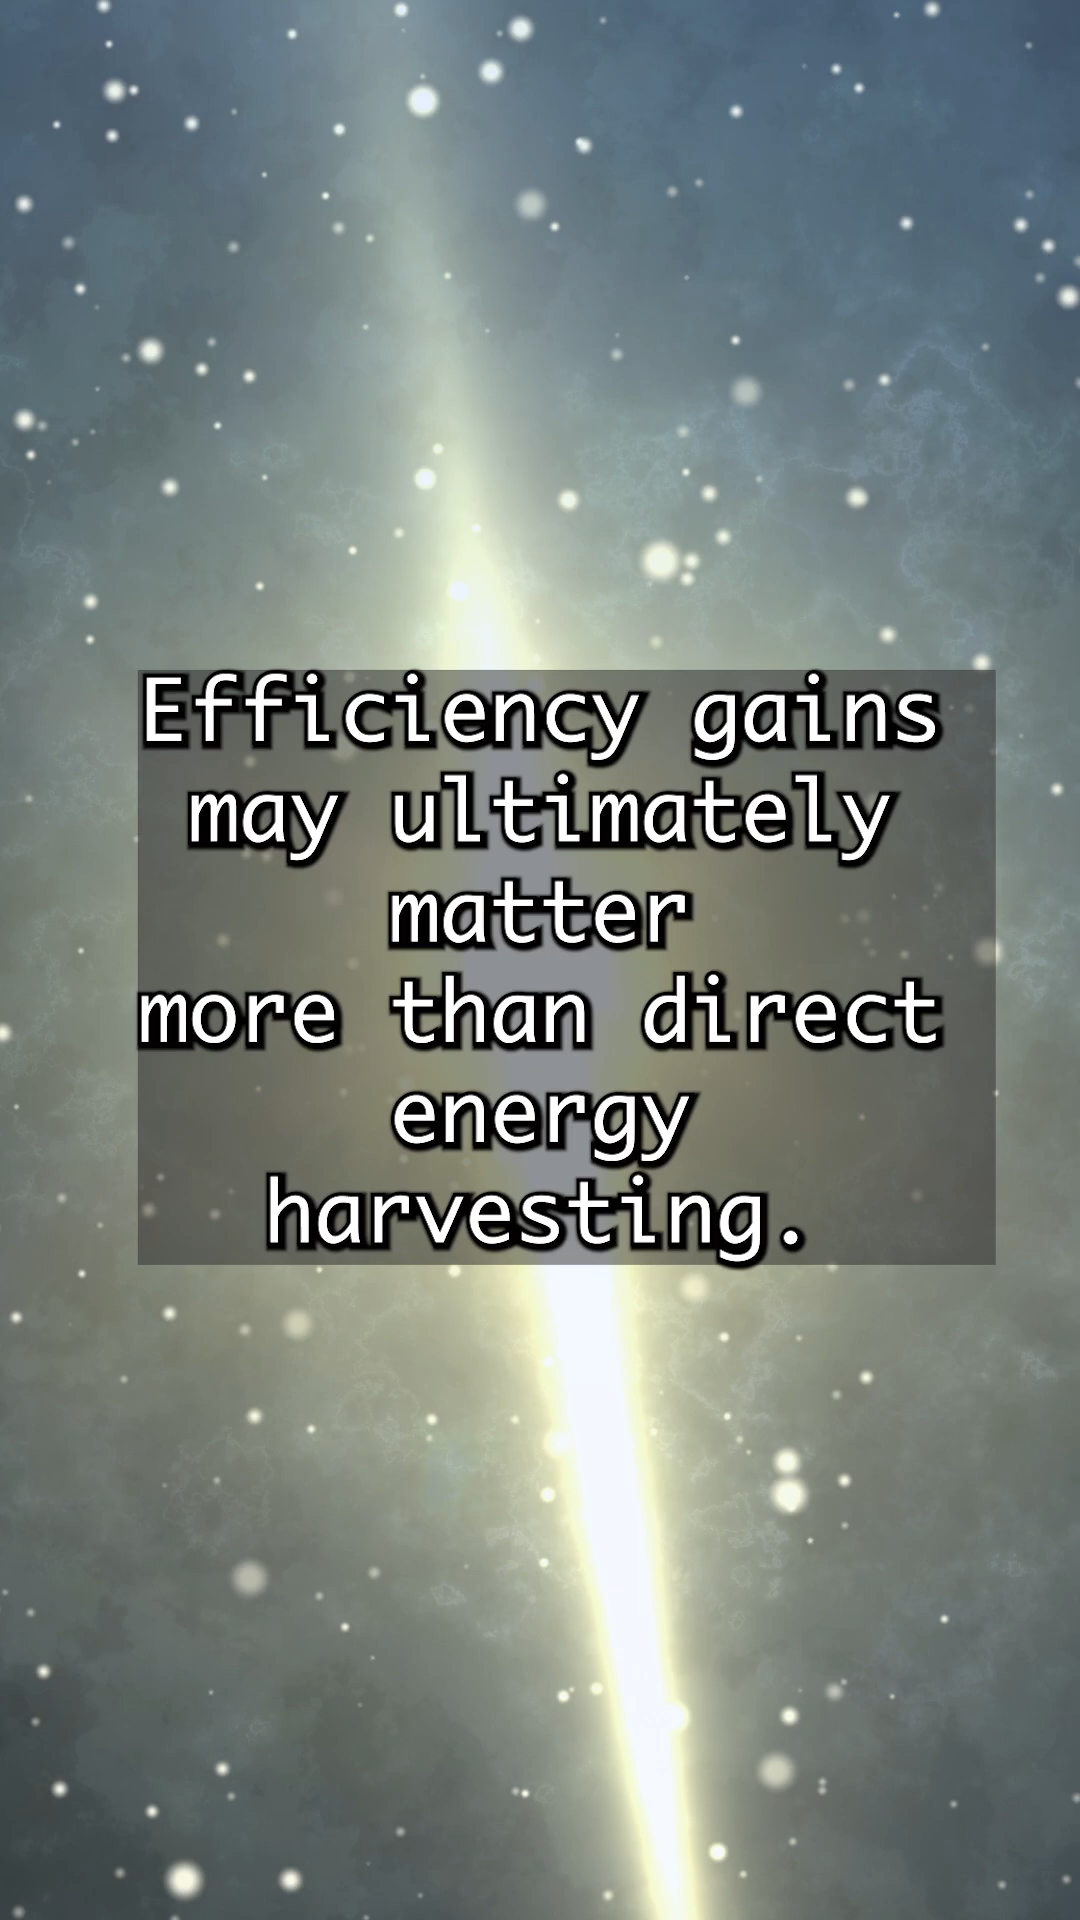 Efficiency gains
may ultimately
matter
more than direct
energy
harvesting.